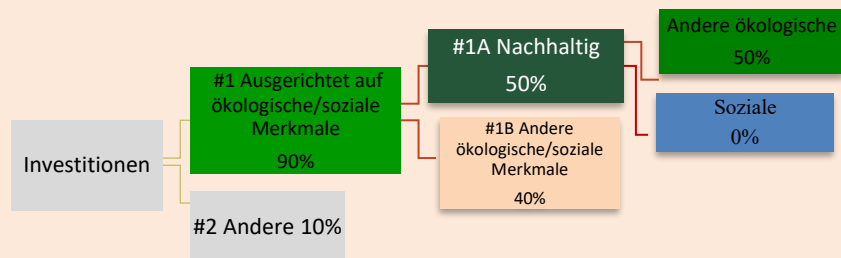 Investitionen
#1 Ausgerichtet auf
ökologische/soziale
Merkmale
90%
#2 Andere 10%
#1A Nachhaltig
50%
#1B Andere
ökologische/soziale
Merkmale
40%
Andere ökologische
50%
Soziale
0%